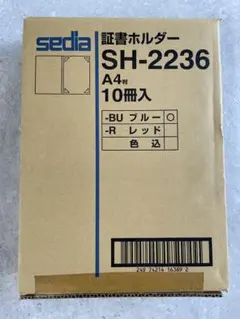 sedia
証書ホルダー
SH-2236
A4判
10冊入
-BU ブルー ○
-R レッド
色込